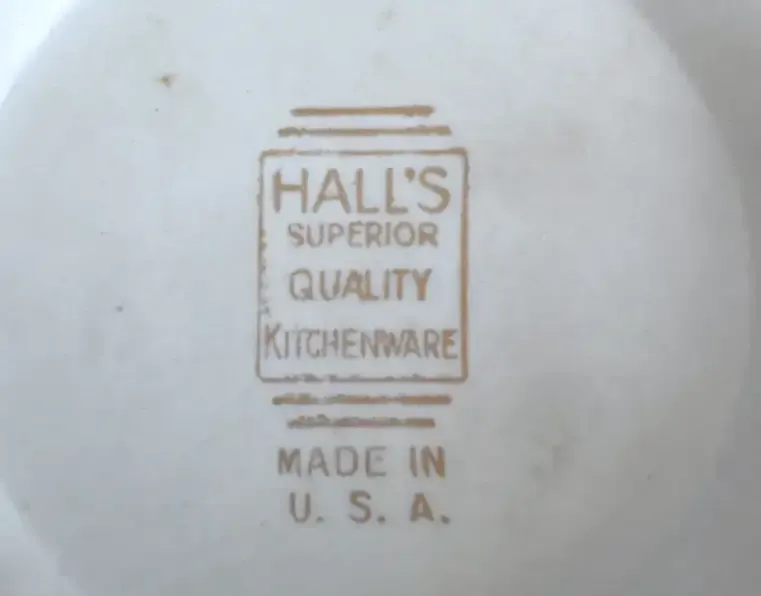 HALL'S
SUPERIOR
QUALITY
KITCHENWARE
MADE IN
U. S. A.